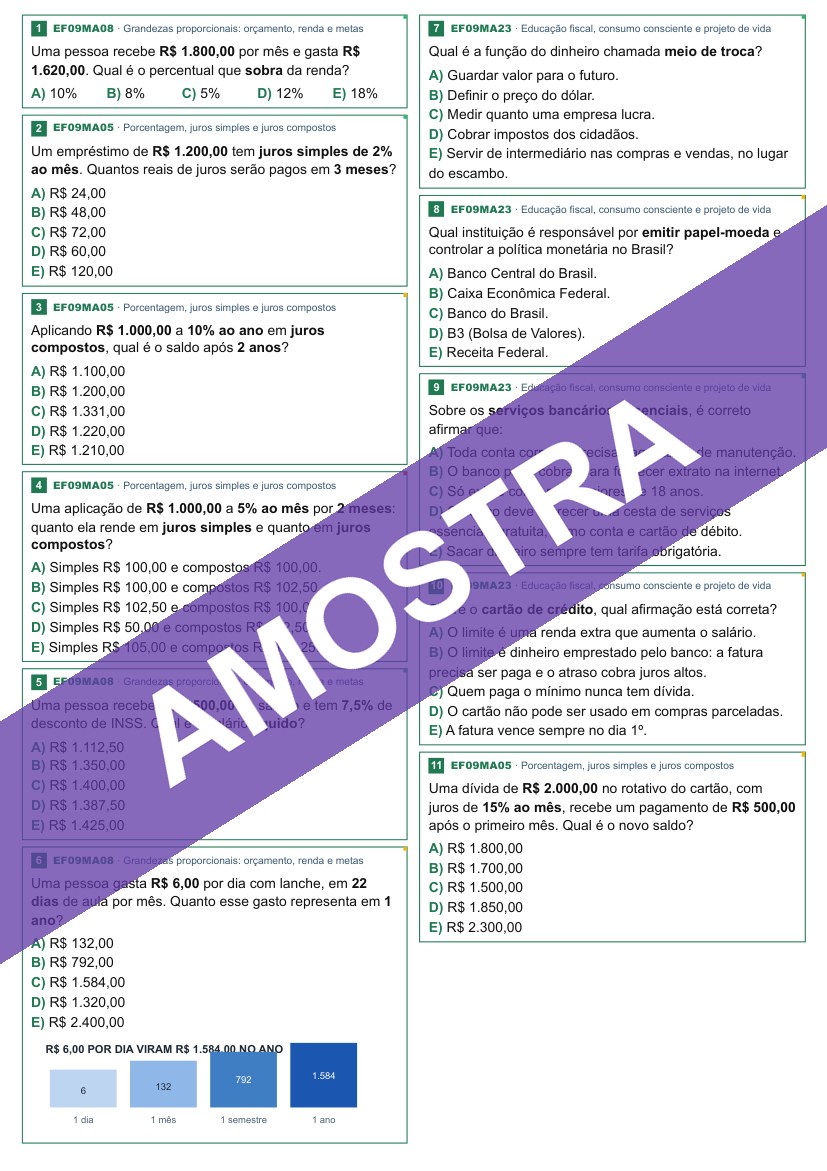 1 EF09MA08 · Grandezas proporcionais: orçamento, renda e metas
Uma pessoa recebe R$ 1.800,00 por mês e gasta R$
1.620,00. Qual é o percentual que sobra da renda?
A) 10% B) 8% C) 5% D) 12% E) 18%
2 EF09MA05 · Porcentagem, juros simples e juros compostos
Um empréstimo de R$ 1.200,00 tem juros simples de 2%
ao mês. Quantos reais de juros serão pagos em 3 meses?
A) R$ 24,00
B) R$ 48,00
C) R$ 72,00
D) R$ 60,00
E) R$ 120,00
3 EF09MA05 · Porcentagem, juros simples e juros compostos
Aplicando R$ 1.000,00 a 10% ao ano em juros
compostos, qual é o saldo após 2 anos?
A) R$ 1.100,00
B) R$ 1.200,00
C) R$ 1.331,00
D) R$ 1.220,00
E) R$ 1.210,00
4 EF09MA05 · Porcentagem, juros simples e juros compostos
Uma aplicação de R$ 1.000,00 a 5% ao mês por 2 meses:
quanto ela rende em juros simples e quanto em juros
compostos?
A) Simples R$ 100,00 e compostos R$ 100,00.
B) Simples R$ 100,00 e compostos R$ 102,50
C) Simples R$ 102,50 e compostos R$
D) Simples R$ 50,00 e compostos R$
E) Simples R$ 105,00 e compostos
5 EF09MA08 · Grandezas proporcionais: renda e metas
Uma pessoa recebe e tem 7,5% de
desconto de INSS.
A) R$ 1.112,50
B) R$ 1.350,00
C) R$ 1.400,00
D) R$ 1.387,50
E) R$ 1.425,00
6 EF09MA08 · Grandezas proporcionais: orçamento, renda e metas
Uma pessoa gasta R$ 6,00 por dia com lanche, em 22
dias de aula por mês. Quanto esse gasto representa em 1
ano?
A) R$ 132,00
B) R$ 792,00
C) R$ 1.584,00
D) R$ 1.320,00
E) R$ 2.400,00
R$ 6,00 POR DIA VIRAM R$ 1.584,00 NO ANO
6 132 792 1.584
1 dia 1 mês 1 semestre 1 ano
7 EF09MA23 · Educação fiscal, consumo consciente e projeto de vida
Qual é a função do dinheiro chamada meio de troca?
A) Guardar valor para o futuro.
B) Definir o preço do dólar.
C) Medir quanto uma empresa lucra.
D) Cobrar impostos dos cidadãos.
E) Servir de intermediário nas compras e vendas, no lugar
do escambo.
8 EF09MA23 · Educação fiscal, consumo consciente e projeto de vida
Qual instituição é responsável por emitir papel-moeda e
controlar a política monetária no Brasil?
A) Banco Central do Brasil.
B) Caixa Econômica Federal.
C) Banco do Brasil.
D) B3 (Bolsa de Valores).
E) Receita Federal.
9 EF09MA23 · Educação fiscal, consumo consciente e projeto de vida
Sobre os serviços bancários essenciais, é correto
afirmar que:
A) Toda conta de manutenção.
B) O banco extrato na internet.
C) Só de 18 anos.
D) deve uma cesta de serviços
conta e cartão de débito.
E) Sacar dinheiro sempre tem tarifa obrigatória.
10 EF09MA23 · Educação fiscal, consumo consciente e projeto de vida
o cartão de crédito, qual afirmação está correta?
A) O limite é uma renda extra que aumenta o salário.
B) O limite é dinheiro emprestado pelo banco: a fatura
precisa ser paga e o atraso cobra juros altos.
C) Quem paga o mínimo nunca tem dívida.
D) O cartão não pode ser usado em compras parceladas.
E) A fatura vence sempre no dia 1º.
11 EF09MA05 · Porcentagem, juros simples e juros compostos
Uma dívida de R$ 2.000,00 no rotativo do cartão, com
juros de 15% ao mês, recebe um pagamento de R$ 500,00
após o primeiro mês. Qual é o novo saldo?
A) R$ 1.800,00
B) R$ 1.700,00
C) R$ 1.500,00
D) R$ 1.850,00
E) R$ 2.300,00
AMOSTRA